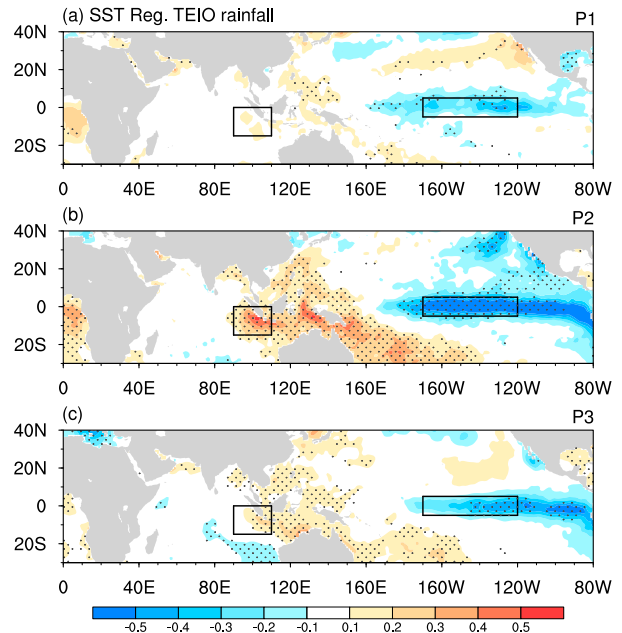 (a) SST Reg. TEIO rainfall P1
40N
20N
0
20S
0 40E 80E 120E 160E 160W 120W 80W
(b) P2
40N
20N
0
20S
0 40E 80E 120E 160E 160W 120W 80W
(c) P3
40N
20N
0
20S
0 40E 80E 120E 160E 160W 120W 80W
-0.5 -0.4 -0.3 -0.2 -0.1 0.1 0.2 0.3 0.4 0.5